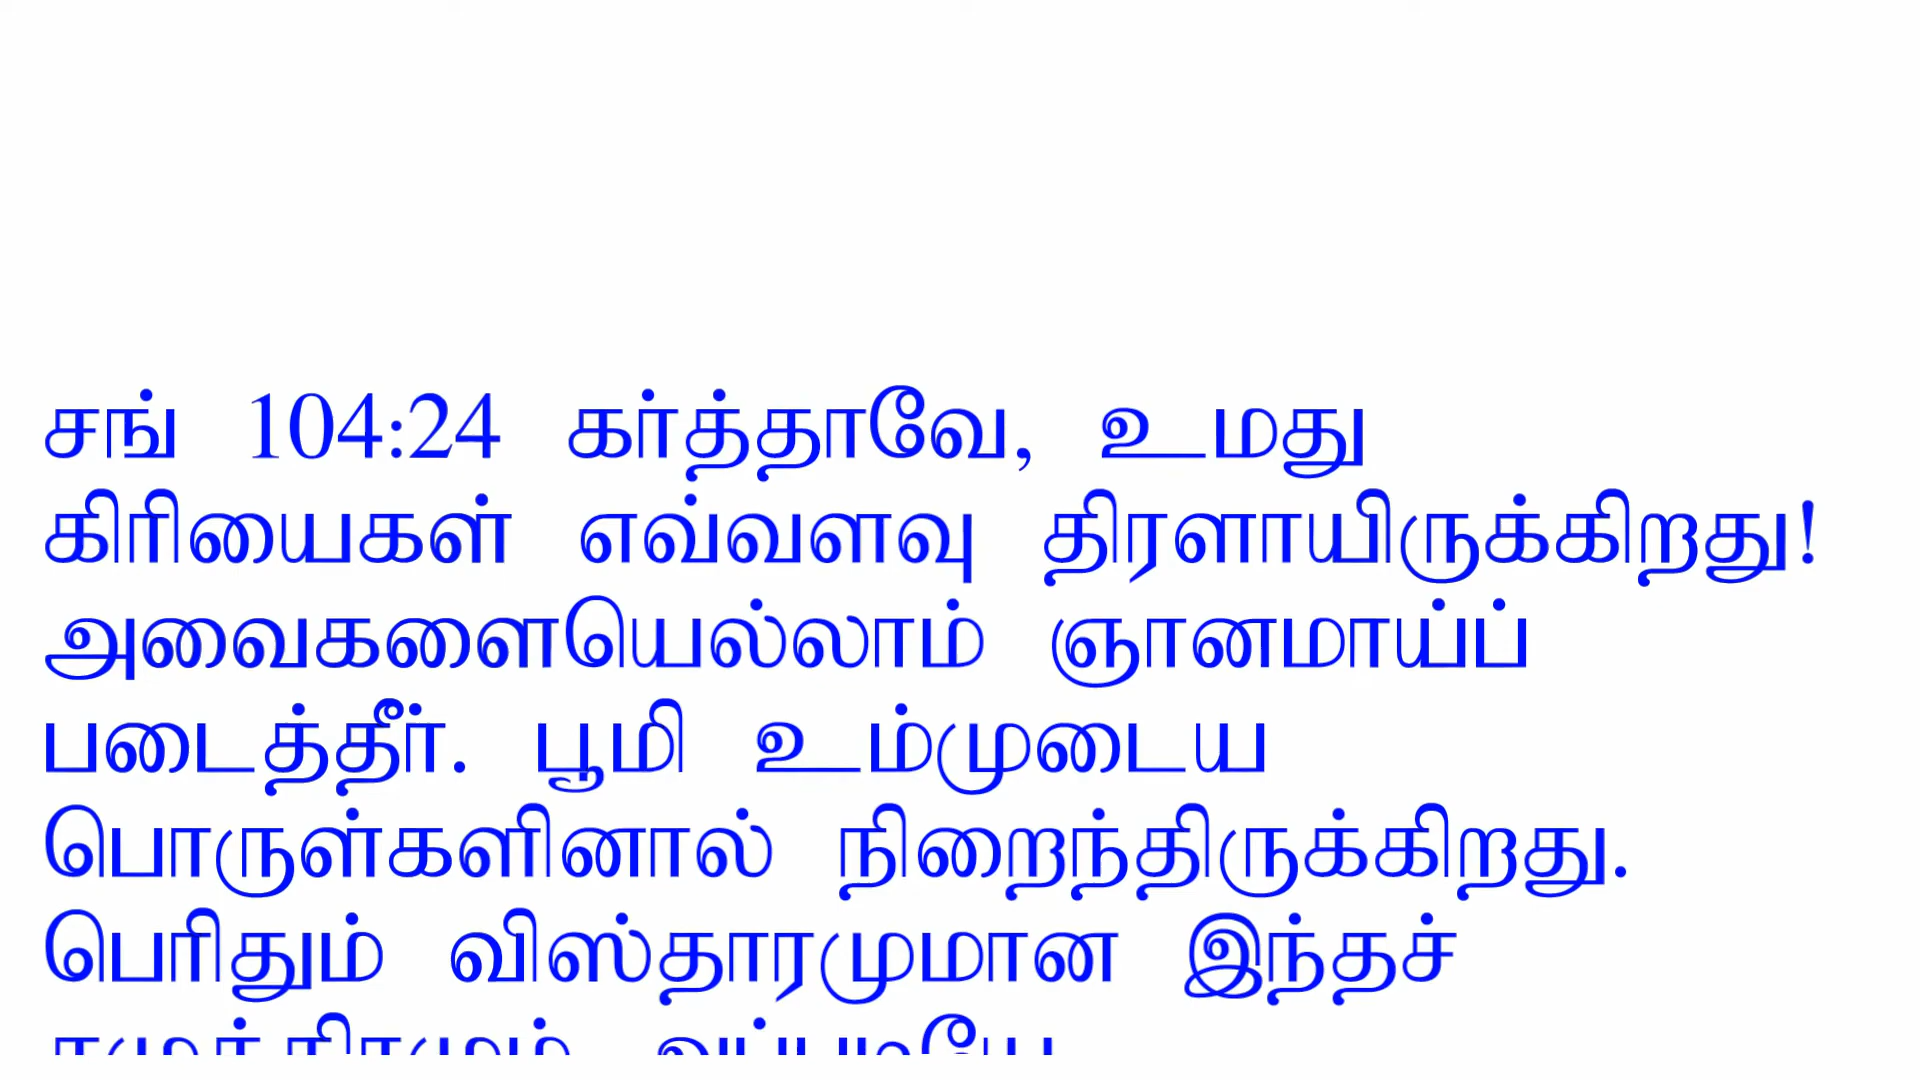 சங் 104:24 கர்த்தாவே, உமது
கிரியைகள் எவ்வளவு திரளாயிருக்கிறது!
அவைகளையெல்லாம் ஞானமாய்ப்
படைத்தீர். பூமி உம்முடைய
பொருள்களினால் நிறைந்திருக்கிறது.
பெரிதும் விஸ்தாரமுமான இந்தச்